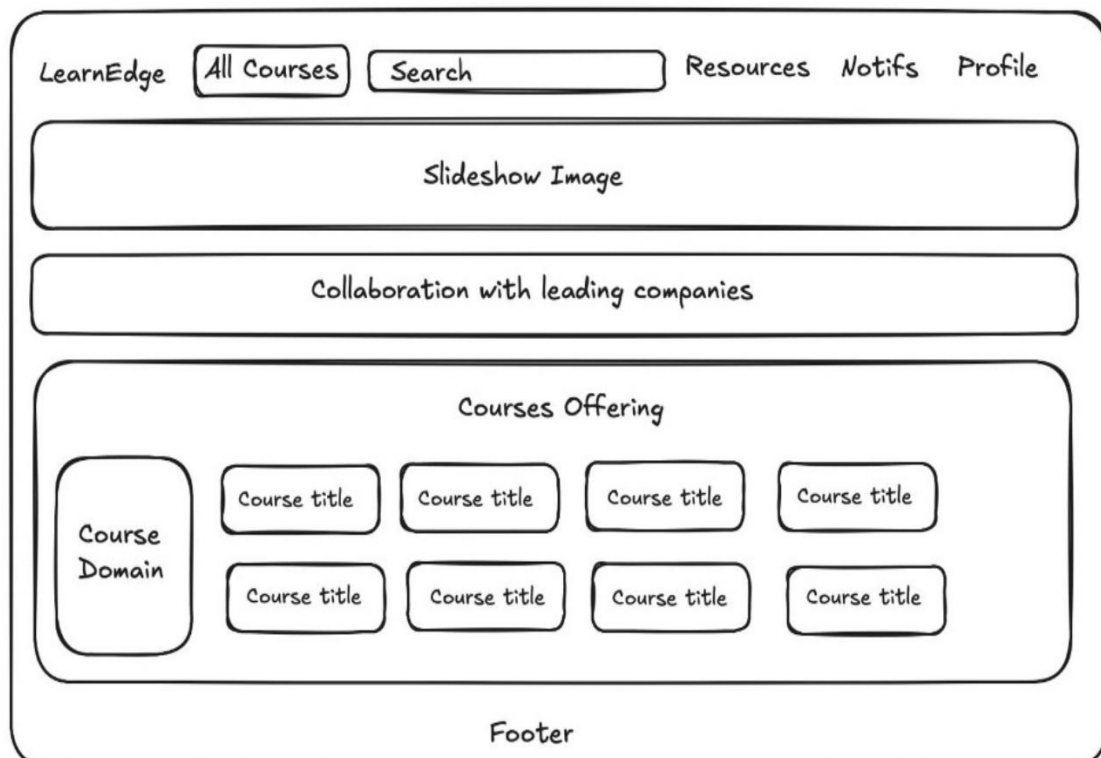 LearnEdge All Courses Search Resources Notifs Profile
Slideshow Image
Collaboration with leading companies
Courses Offering
Course
Domain
Course title Course title Course title Course title
Course title Course title Course title Course title
Footer